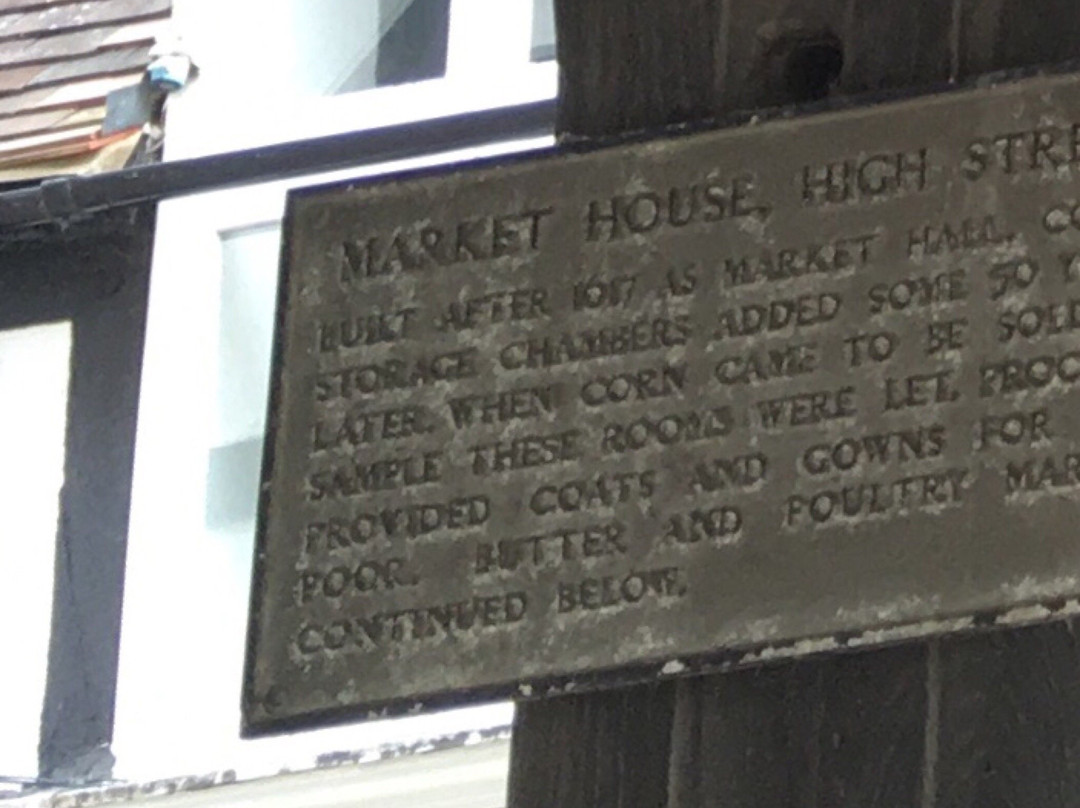 MARKET HOUSE, HIGH STRE
BUILT AFTER 1617 AS MARKET HALL. CO
STORAGE CHAMBERS ADDED SOME 50 Y
LATER. WHEN CORN CAME TO BE SOLD
SAMPLE THESE ROOMS WERE LET. PROC
PROVIDED COATS AND GOWNS FOR
POOR. BUTTER AND POULTRY MAR
CONTINUED BELOW.